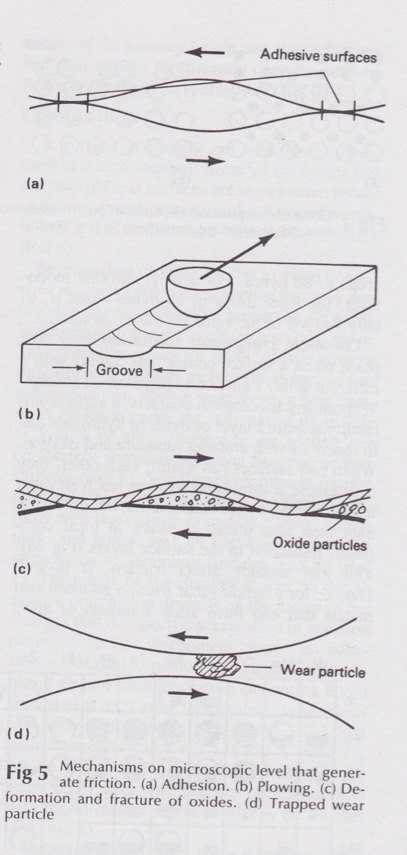 Adhesive surfaces
(a)
Groove
(b)
Oxide particles
(c)
Wear particle
(d)
Fig 5 Mechanisms on microscopic level that gener-
ate friction. (a) Adhesion. (b) Plowing. (c) De-
formation and fracture of oxides. (d) Trapped wear
particle